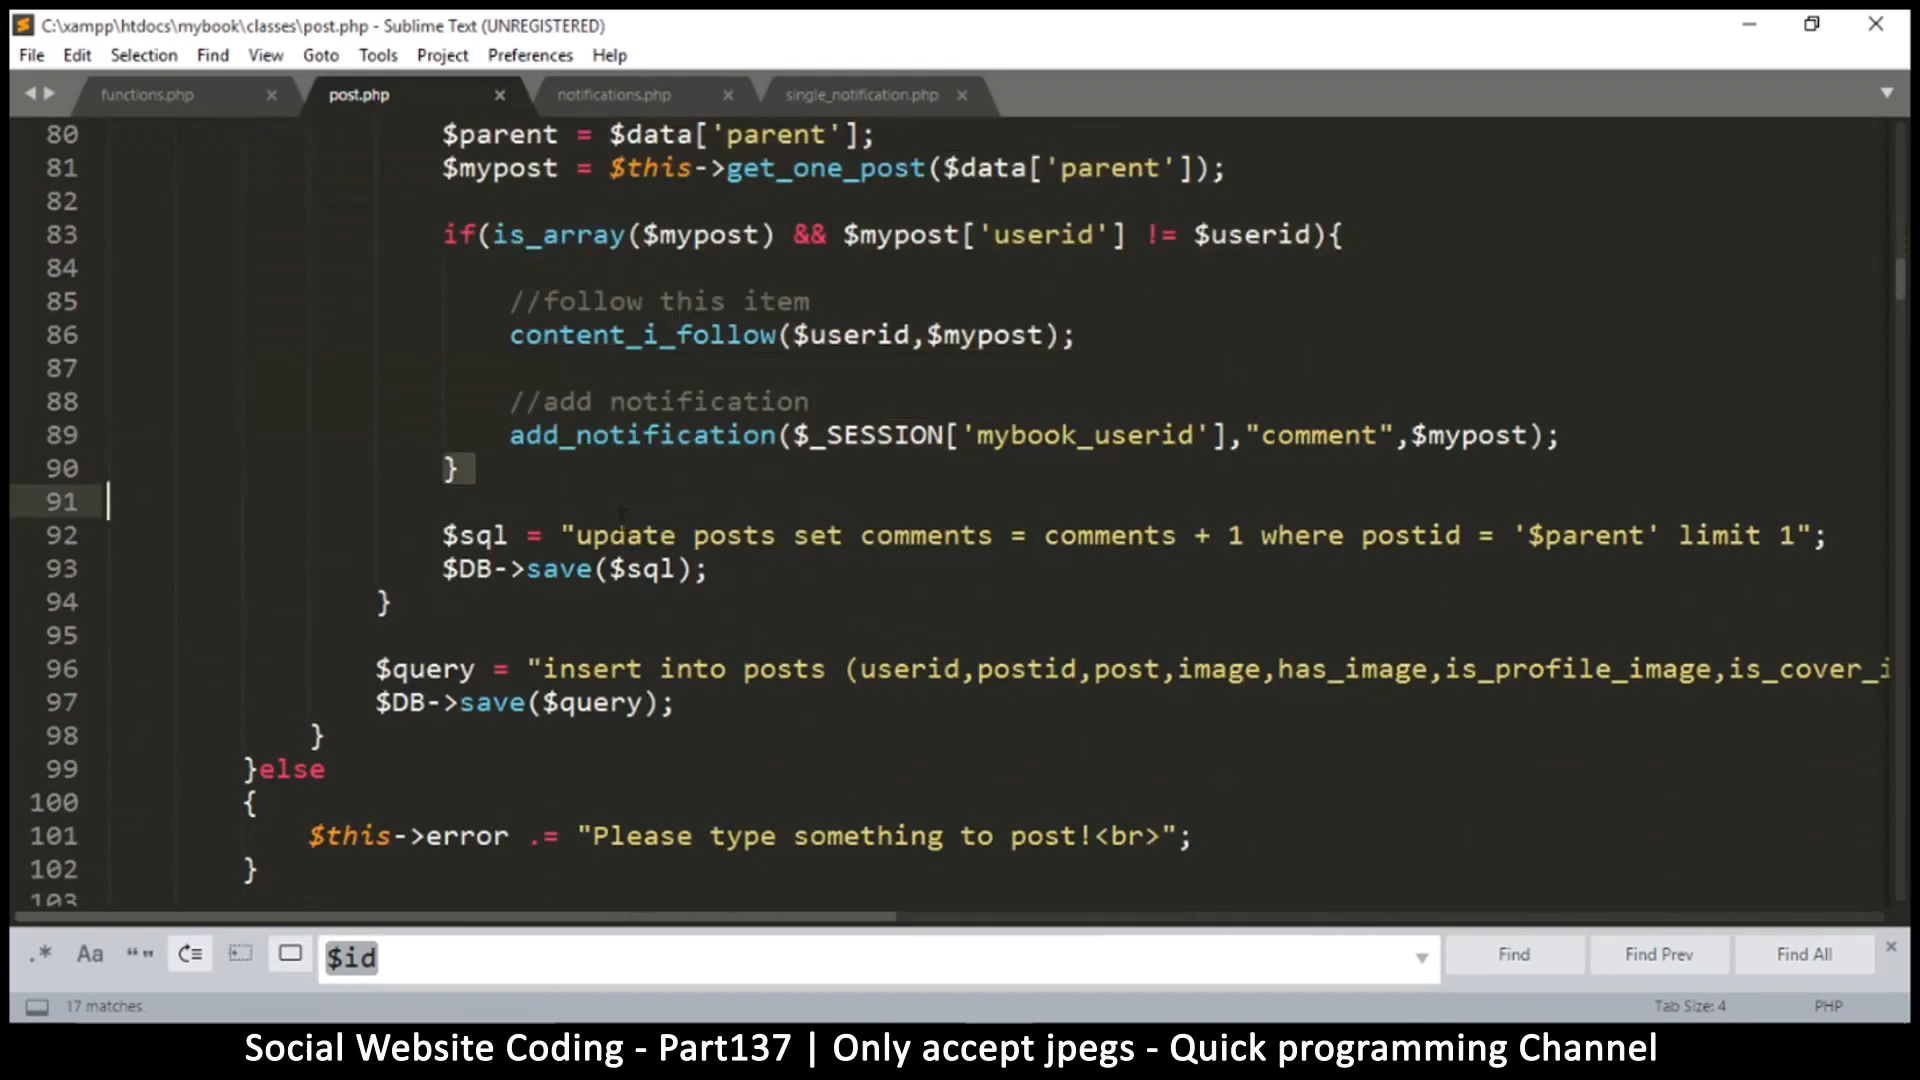 C:\xampp\htdocs\mybook\classes\post.php - Sublime Text (UNREGISTERED)
File Edit Selection Find View Goto Tools Project Preferences Help
functions.php post.php notifications.php single_notification.php
80 $parent = $data['parent'];
81 $mypost = $this->get_one_post($data['parent']);
82
83 if(is_array($mypost) && $mypost['userid'] != $userid){
84
85 //follow this item
86 content_i_follow($userid,$mypost);
87
88 //add notification
89 add_notification($_SESSION['mybook_userid'],"comment",$mypost);
90 }
91
92 $sql = "update posts set comments = comments + 1 where postid = '$parent' limit 1";
93 $DB->save($sql);
94 }
95
96 $query = "insert into posts (userid,postid,post,image,has_image,is_profile_image,is_cover_i
97 $DB->save($query);
98 }
99 }else
100 {
101 $this->error .= "Please type something to post!<br>";
102 }
103
.* Aa “” $id Find Find Prev Find All
17 matches Tab Size: 4 PHP
Social Website Coding - Part137 | Only accept jpegs - Quick programming Channel